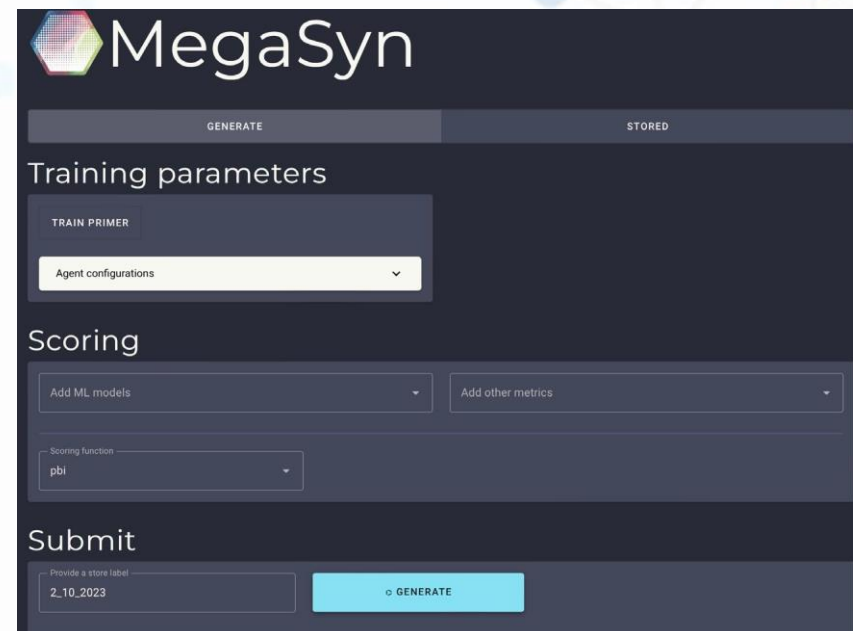 MegaSyn
GENERATE STORED
Training parameters
TRAIN PRIMER
Agent configurations
Scoring
Add ML models Add other metrics
Scoring function
pbi
Submit
Provide a store label
2_10_2023 GENERATE